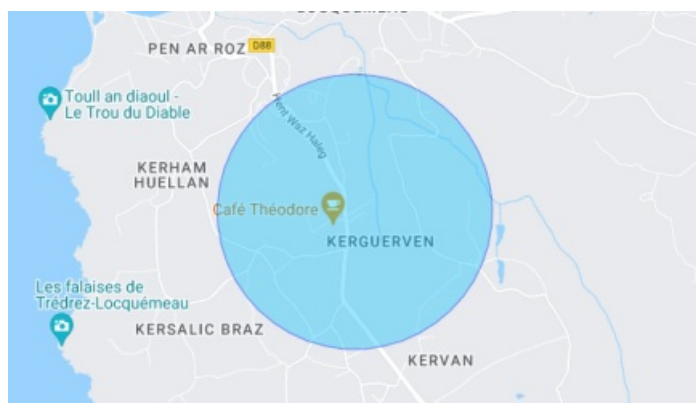 PEN AR ROZ
D88
Toull an diaoul -
Le Trou du Diable
Hent Waz Haleg
KERHAM
HUELLAN
Café Théodore
KERGUERVEN
Les falaises de
Trédrez-Locquémeau
KERSALIC BRAZ
KERVAN